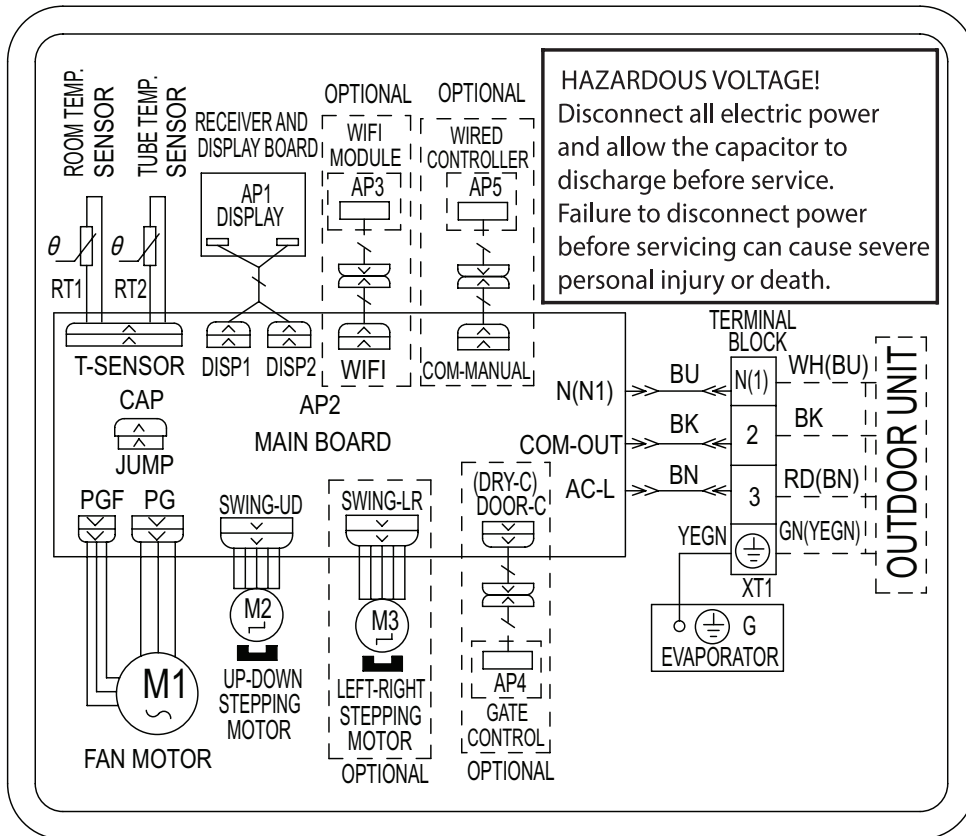 ROOM TEMP.
SENSOR
TUBE TEMP.
SENSOR
RECEIVER AND
DISPLAY BOARD
AP1
DISPLAY
OPTIONAL
WIFI
MODULE
AP3
OPTIONAL
WIRED
CONTROLLER
AP5
HAZARDOUS VOLTAGE!
Disconnect all electric power
and allow the capacitor to
discharge before service.
Failure to disconnect power
before servicing can cause severe
personal injury or death.
θ
RT1
θ
RT2
T-SENSOR
DISP1
DISP2
WIFI
COM-MANUAL
CAP
JUMP
AP2
MAIN BOARD
N(N1)
COM-OUT
AC-L
BU
BK
BN
TERMINAL
BLOCK
N(1)
2
3
XT1
WH(BU)
BK
RD(BN)
GN(YEGN)
OUTDOOR UNIT
YEGN
G
EVAPORATOR
PGF
PG
SWING-UD
SWING-LR
(DRY-C)
DOOR-C
M1
FAN MOTOR
M2
UP-DOWN
STEPPING
MOTOR
M3
LEFT-RIGHT
STEPPING
MOTOR
OPTIONAL
AP4
GATE
CONTROL
OPTIONAL